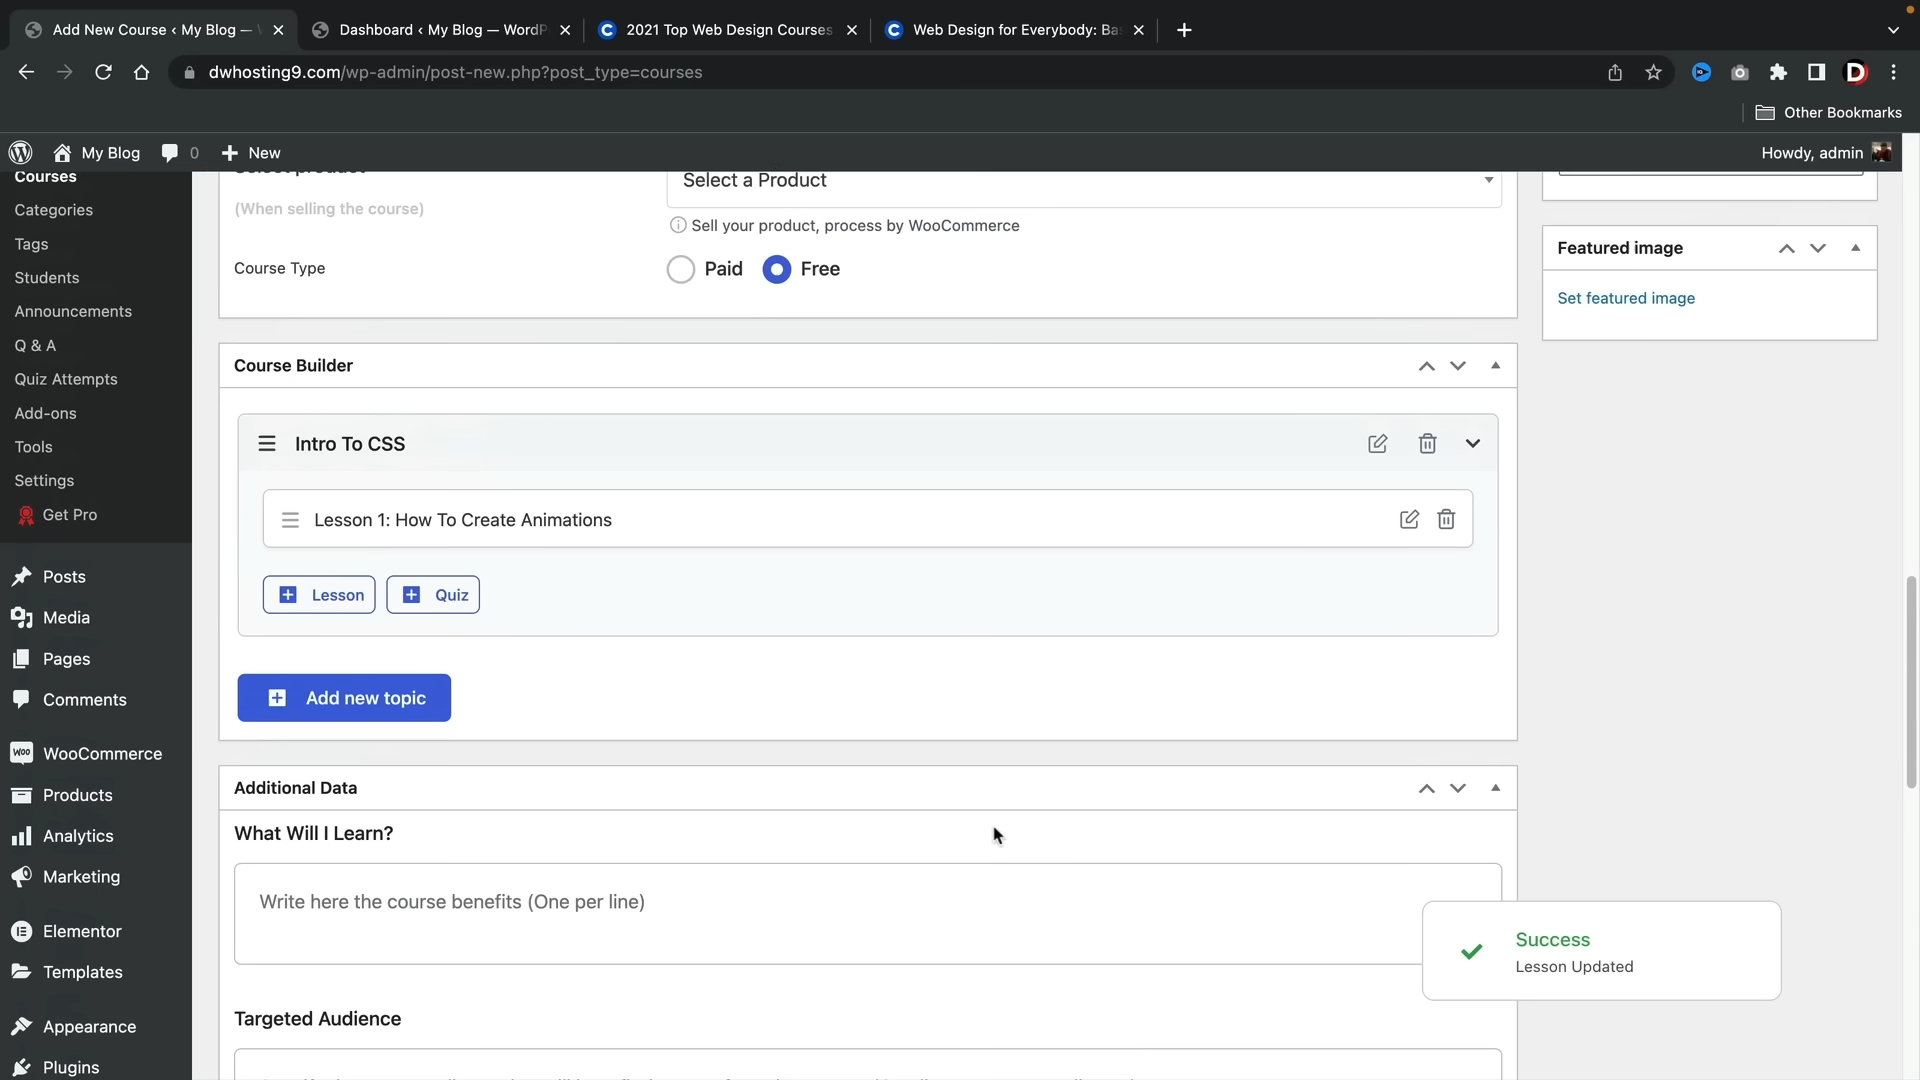 Add New Course ‹ My Blog —
Dashboard ‹ My Blog — WordP
2021 Top Web Design Courses
Web Design for Everybody: Ba
dwhosting9.com/wp-admin/post-new.php?post_type=courses
Other Bookmarks
My Blog
0
New
Howdy, admin
Courses
Categories
Tags
Students
Announcements
Q & A
Quiz Attempts
Add-ons
Tools
Settings
Get Pro
Posts
Media
Pages
Comments
WooCommerce
Products
Analytics
Marketing
Elementor
Templates
Appearance
Plugins
Select product
Select a Product
(When selling the course)
Sell your product, process by WooCommerce
Course Type
Paid
Free
Featured image
Set featured image
Course Builder
Intro To CSS
Lesson 1: How To Create Animations
Lesson
Quiz
Add new topic
Additional Data
What Will I Learn?
Write here the course benefits (One per line)
Success
Lesson Updated
Targeted Audience